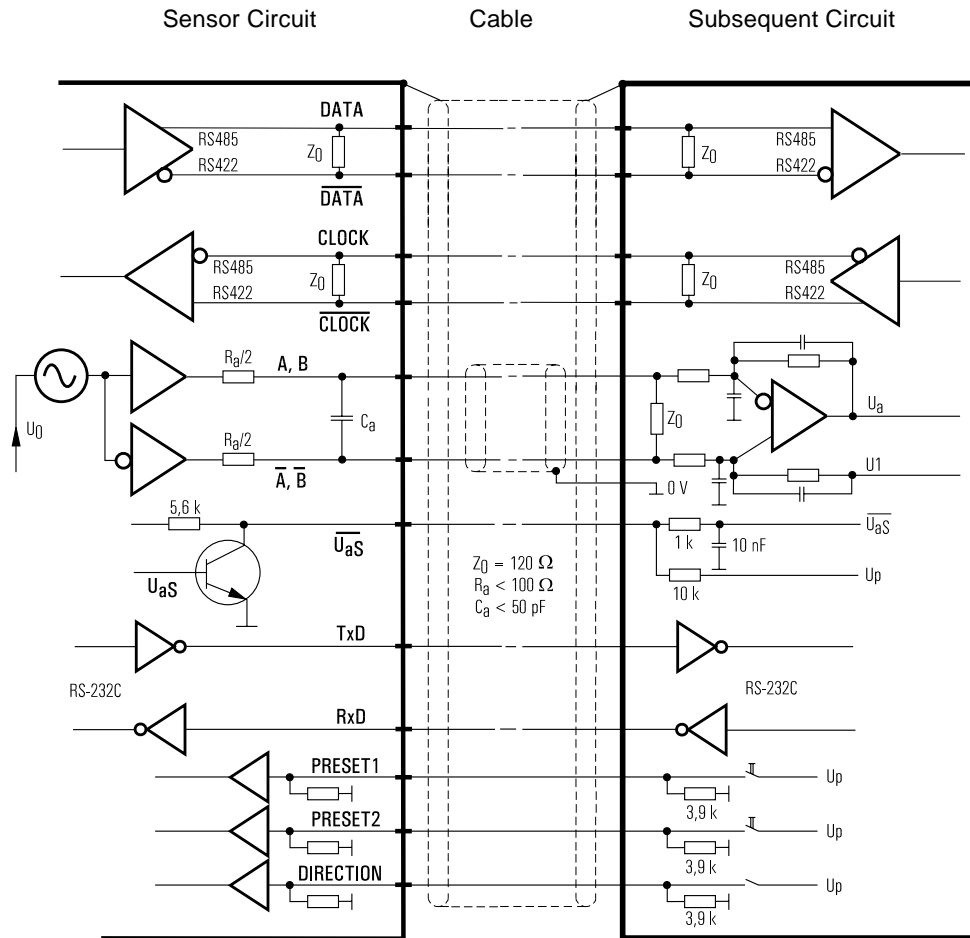 Sensor Circuit Cable Subsequent Circuit
DATA
RS485
RS422
Z0
D̅A̅T̅A̅
Z0
RS485
RS422
CLOCK
RS485
RS422
Z0
C̅L̅O̅C̅K̅
Z0
RS485
RS422
U0
Ra/2
A, B
Ca
Ra/2
A̅, B̅
Z0
Ua
U1
0 V
5,6 k
U̅a̅S̅
UaS
Z0 = 120 Ω
Ra < 100 Ω
Ca < 50 pF
1 k
10 nF
U̅a̅S̅
10 k
Up
TxD
RS-232C
RxD
RS-232C
PRESET1
3,9 k
Up
PRESET2
3,9 k
Up
DIRECTION
3,9 k
Up